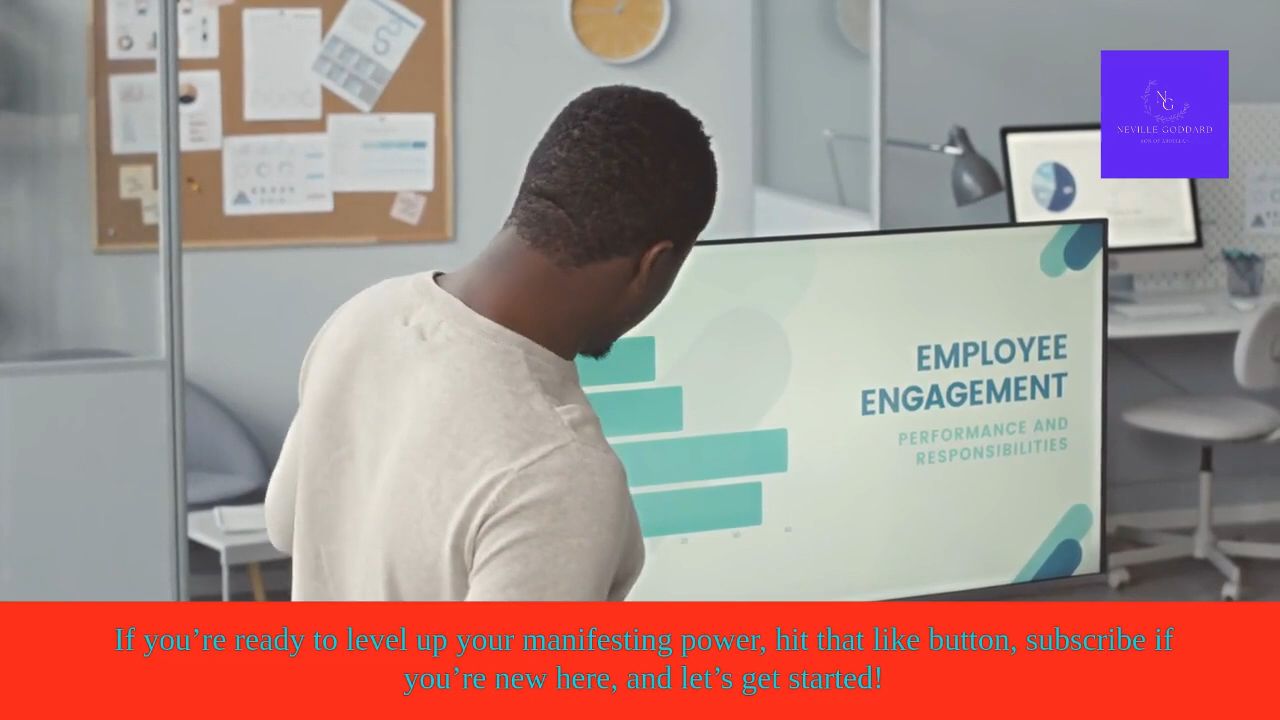 NG
NEVILLE GODDARD
EMPLOYEE
ENGAGEMENT
PERFORMANCE AND
RESPONSIBILITIES
If you’re ready to level up your manifesting power, hit that like button, subscribe if
you’re new here, and let’s get started!